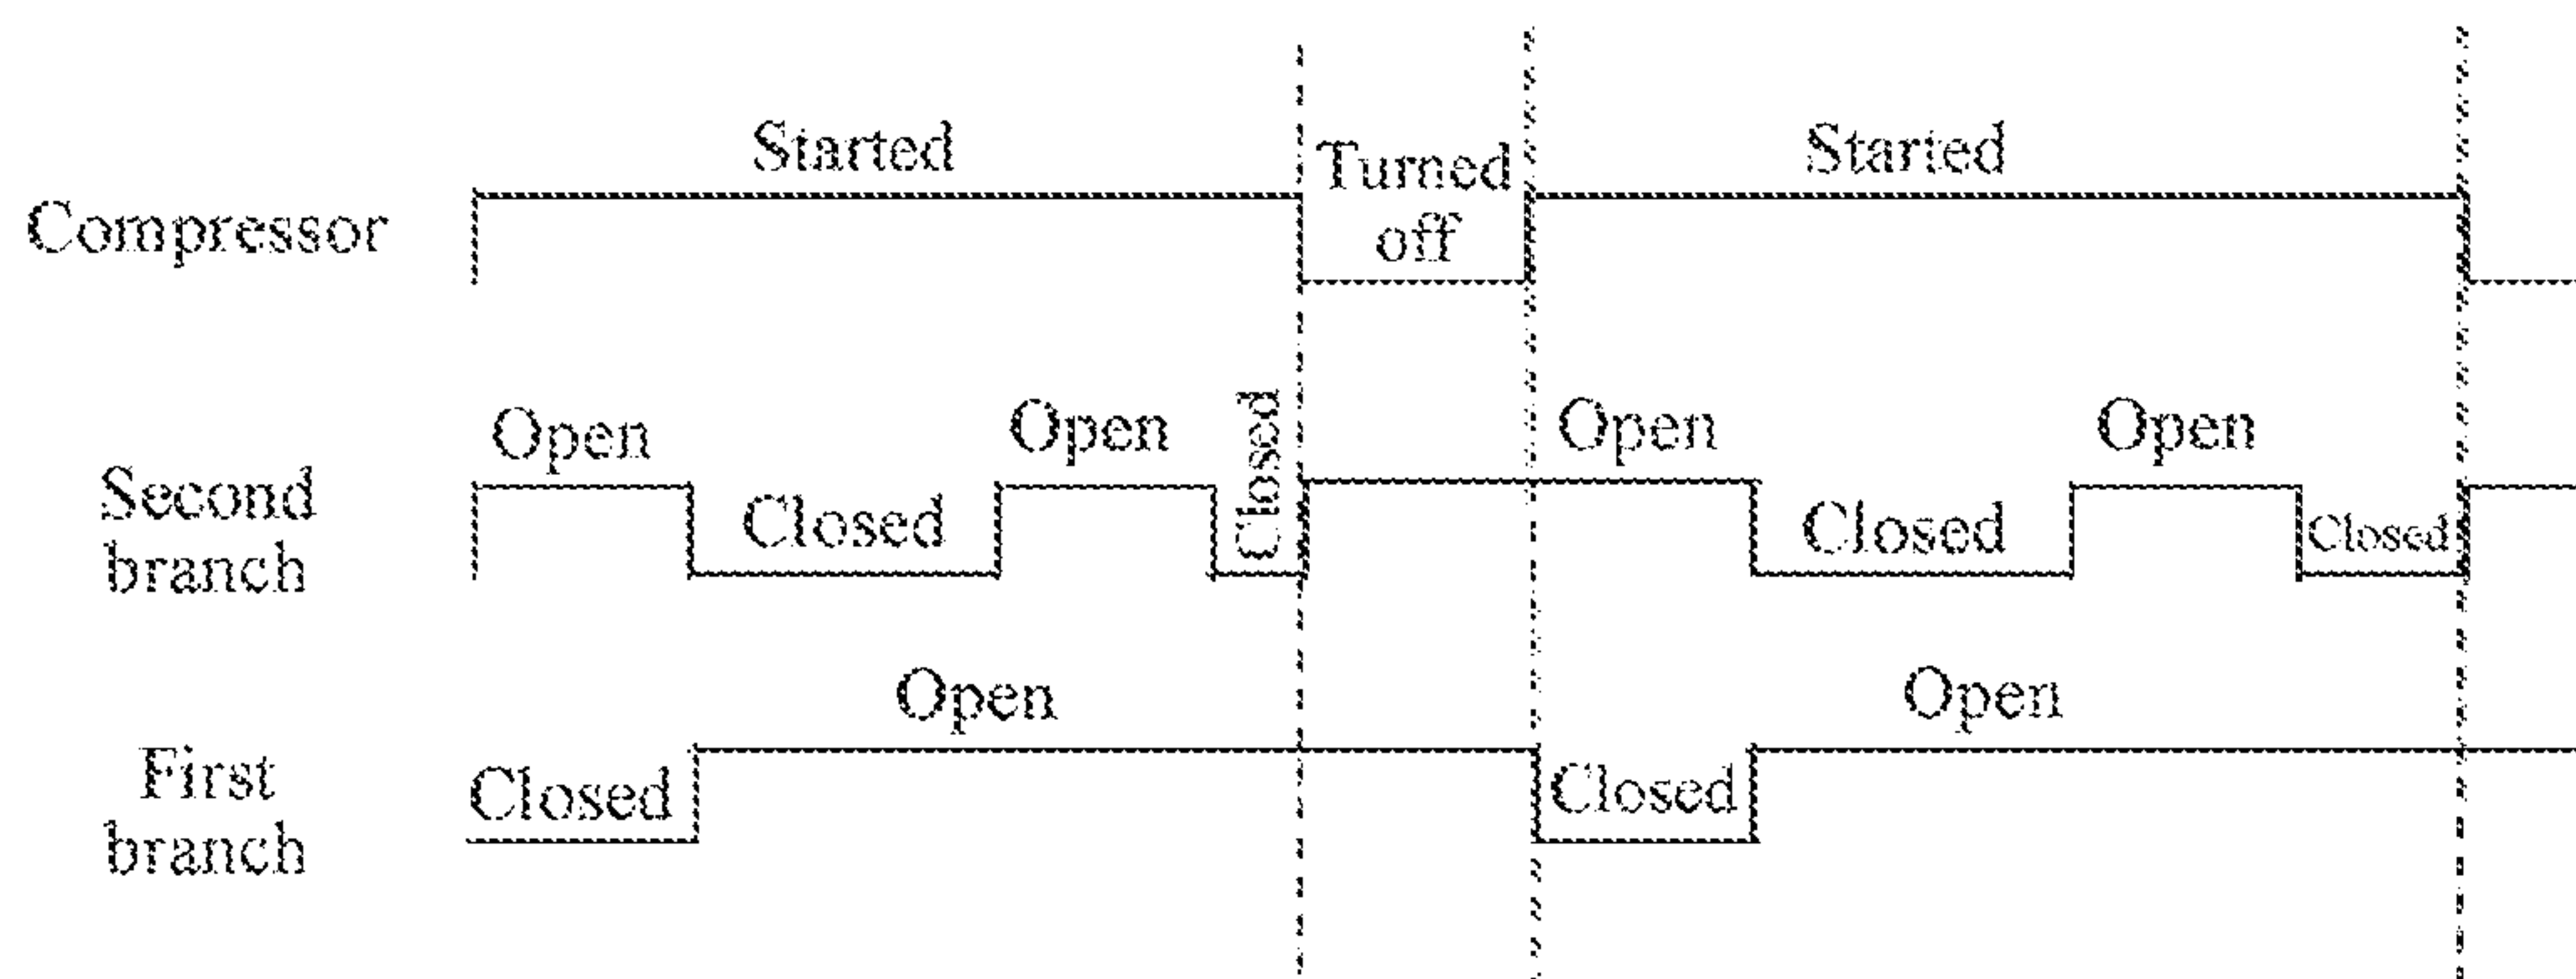 Started
Turned
off
Started
Compressor
Open
Open
Closed
Open
Open
Second
branch
Closed
Closed
Closed
Open
Open
First
branch
Closed
Closed